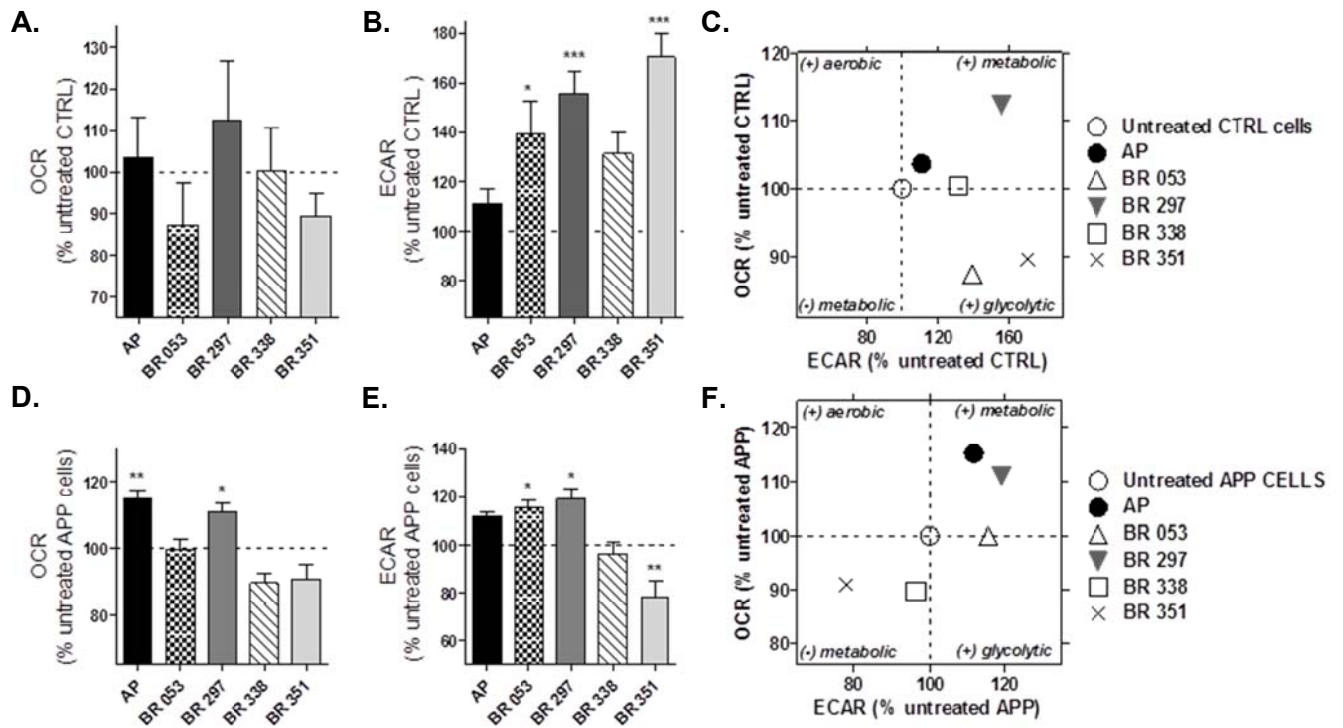 A.
OCR
(% unttreated CTRL)
130
120
110
100
90
80
70
AP
BR 053
BR 297
BR 338
BR 351
B.
ECAR
(% untreated CTRL )
180
160
140
120
100
80
*
***
***
AP
BR 053
BR 297
BR 338
BR 351
C.
OCR (% untreated CTRL)
120
110
100
90
(+) aerobic
(+) metabolic
(-) metabolic
(+) glycolytic
80
120
160
ECAR (% untreated CTRL)
Untreated CTRL cells
AP
BR 053
BR 297
BR 338
BR 351
D.
OCR
(% untreated APP cells)
120
100
80
**
*
AP
BR 053
BR 297
BR 338
BR 351
E.
ECAR
(% untreated APP cells)
140
120
100
80
60
*
*
**
AP
BR 053
BR 297
BR 338
BR 351
F.
OCR (% untreated APP)
120
110
100
90
80
(+) aerobic
(+) metabolic
(-) metabolic
(+) glycolytic
80
100
120
ECAR (% untreated APP)
Untreated APP CELLS
AP
BR 053
BR 297
BR 338
BR 351